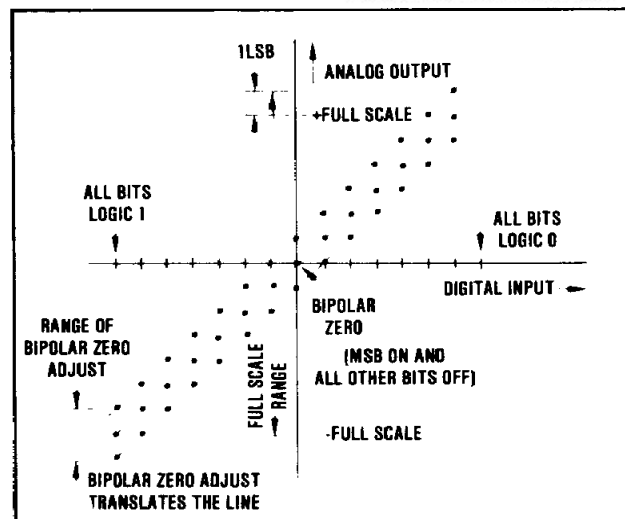 1LSB
ANALOG OUTPUT
+FULL SCALE
ALL BITS
LOGIC 1
ALL BITS
LOGIC 0
DIGITAL INPUT
BIPOLAR
ZERO
(MSB ON AND
ALL OTHER BITS OFF)
RANGE OF
BIPOLAR ZERO
ADJUST
FULL SCALE
RANGE
-FULL SCALE
BIPOLAR ZERO ADJUST
TRANSLATES THE LINE